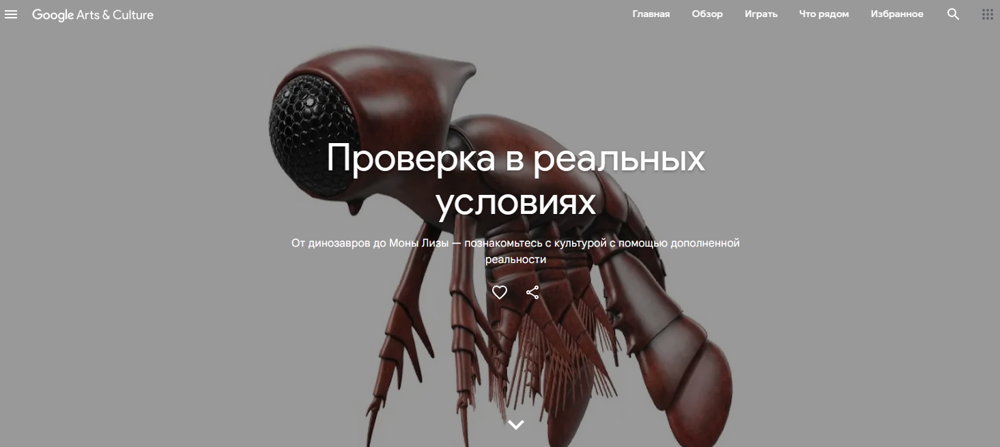 Google Arts & Culture
Главная Обзор Играть Что рядом Избранное
Проверка в реальных
условиях
От динозавров до Моны Лизы — познакомьтесь с культурой с помощью дополненной
реальности